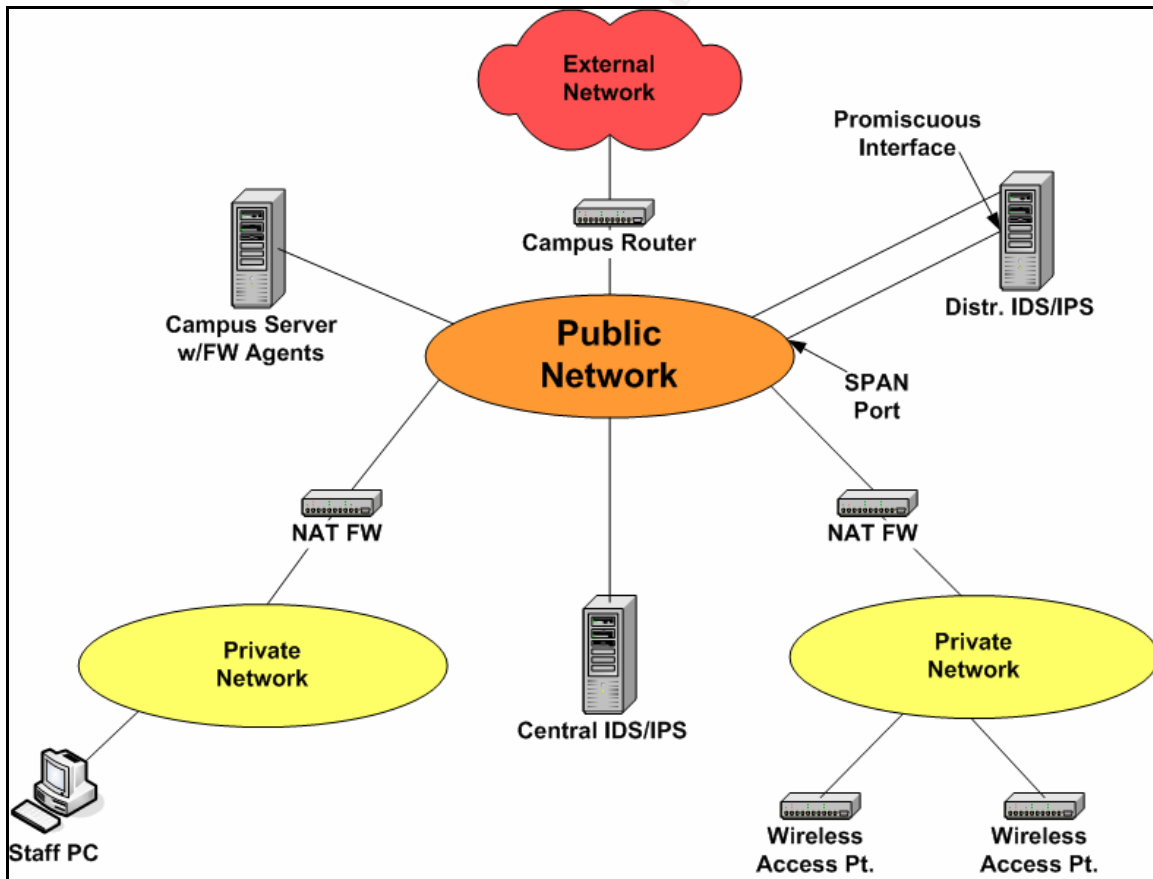 External
Network
Promiscuous
Interface
Campus Router
Campus Server
w/FW Agents
Distr. IDS/IPS
Public
Network
SPAN
Port
NAT FW
NAT FW
Private
Network
Private
Network
Central IDS/IPS
Staff PC
Wireless
Access Pt.
Wireless
Access Pt.